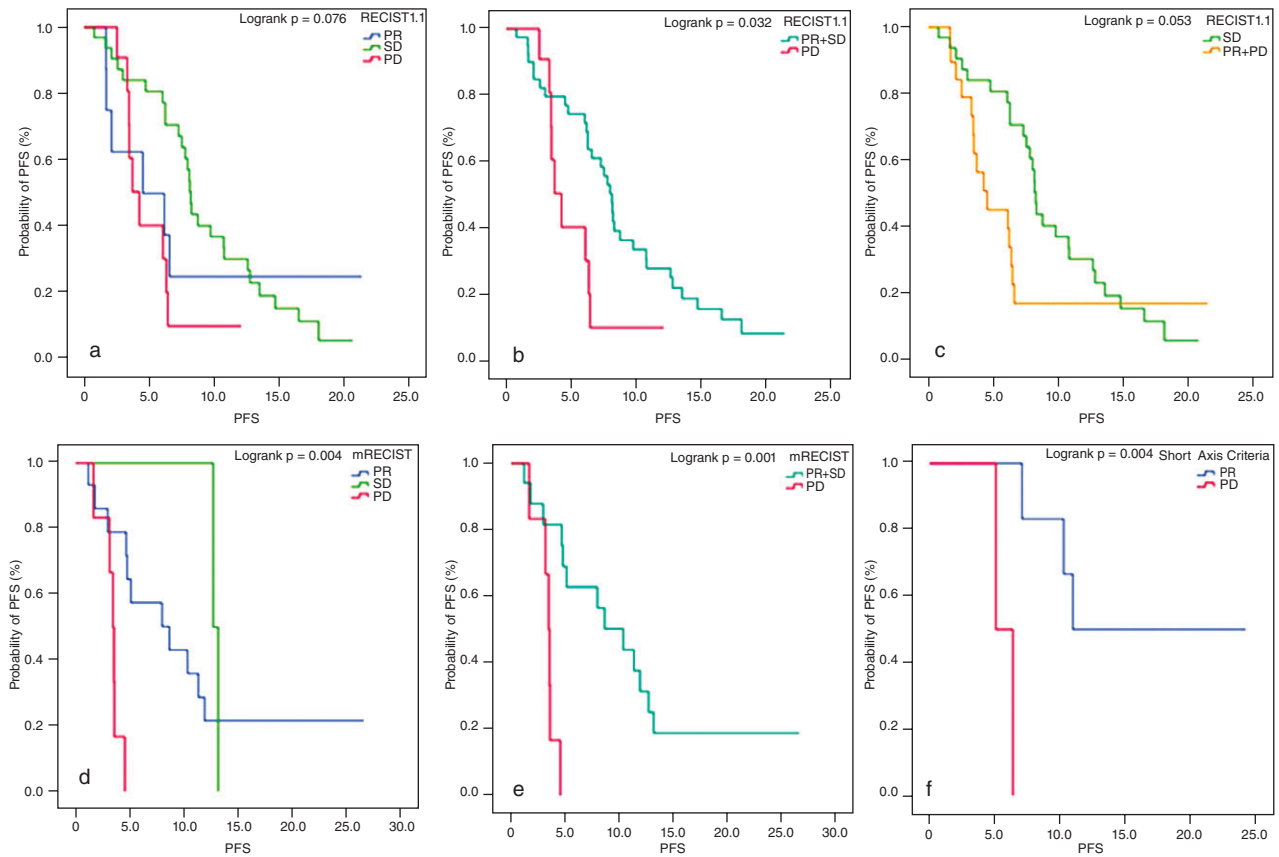 Logrank p = 0.076 RECIST1.1
PR
SD
PD
Probability of PFS (%)
1.0
0.8
0.6
0.4
0.2
0.0
a
0.0 5.0 10.0 15.0 20.0 25.0
PFS
Logrank p = 0.032 RECIST1.1
PR+SD
PD
Probability of PFS (%)
1.0
0.8
0.6
0.4
0.2
0.0
b
0.0 5.0 10.0 15.0 20.0 25.0
PFS
Logrank p = 0.053 RECIST1.1
SD
PR+PD
Probability of PFS (%)
1.0
0.8
0.6
0.4
0.2
0.0
c
0.0 5.0 10.0 15.0 20.0 25.0
PFS
Logrank p = 0.004 mRECIST
PR
SD
PD
Probability of PFS (%)
1.0
0.8
0.6
0.4
0.2
0.0
d
0.0 5.0 10.0 15.0 20.0 25.0 30.0
PFS
Logrank p = 0.001 mRECIST
PR+SD
PD
Probability of PFS (%)
1.0
0.8
0.6
0.4
0.2
0.0
e
0.0 5.0 10.0 15.0 20.0 25.0 30.0
PFS
Logrank p = 0.004 Short Axis Criteria
PR
PD
Probability of PFS (%)
1.0
0.8
0.6
0.4
0.2
0.0
f
0.0 5.0 10.0 15.0 20.0 25.0
PFS